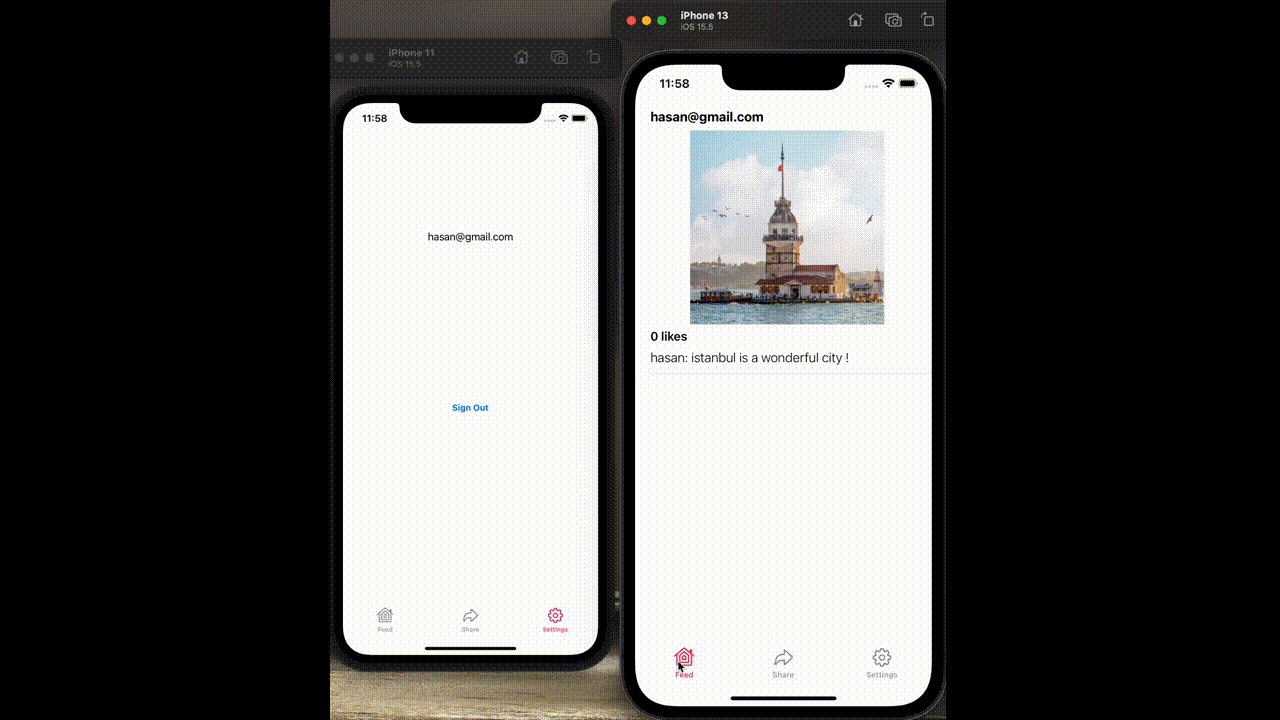 iPhone 11
iOS 15.5
11:58
hasan@gmail.com
Sign Out
Feed
Share
Settings
iPhone 13
iOS 15.5
11:58
hasan@gmail.com
0 likes
hasan: istanbul is a wonderful city !
Feed
Share
Settings